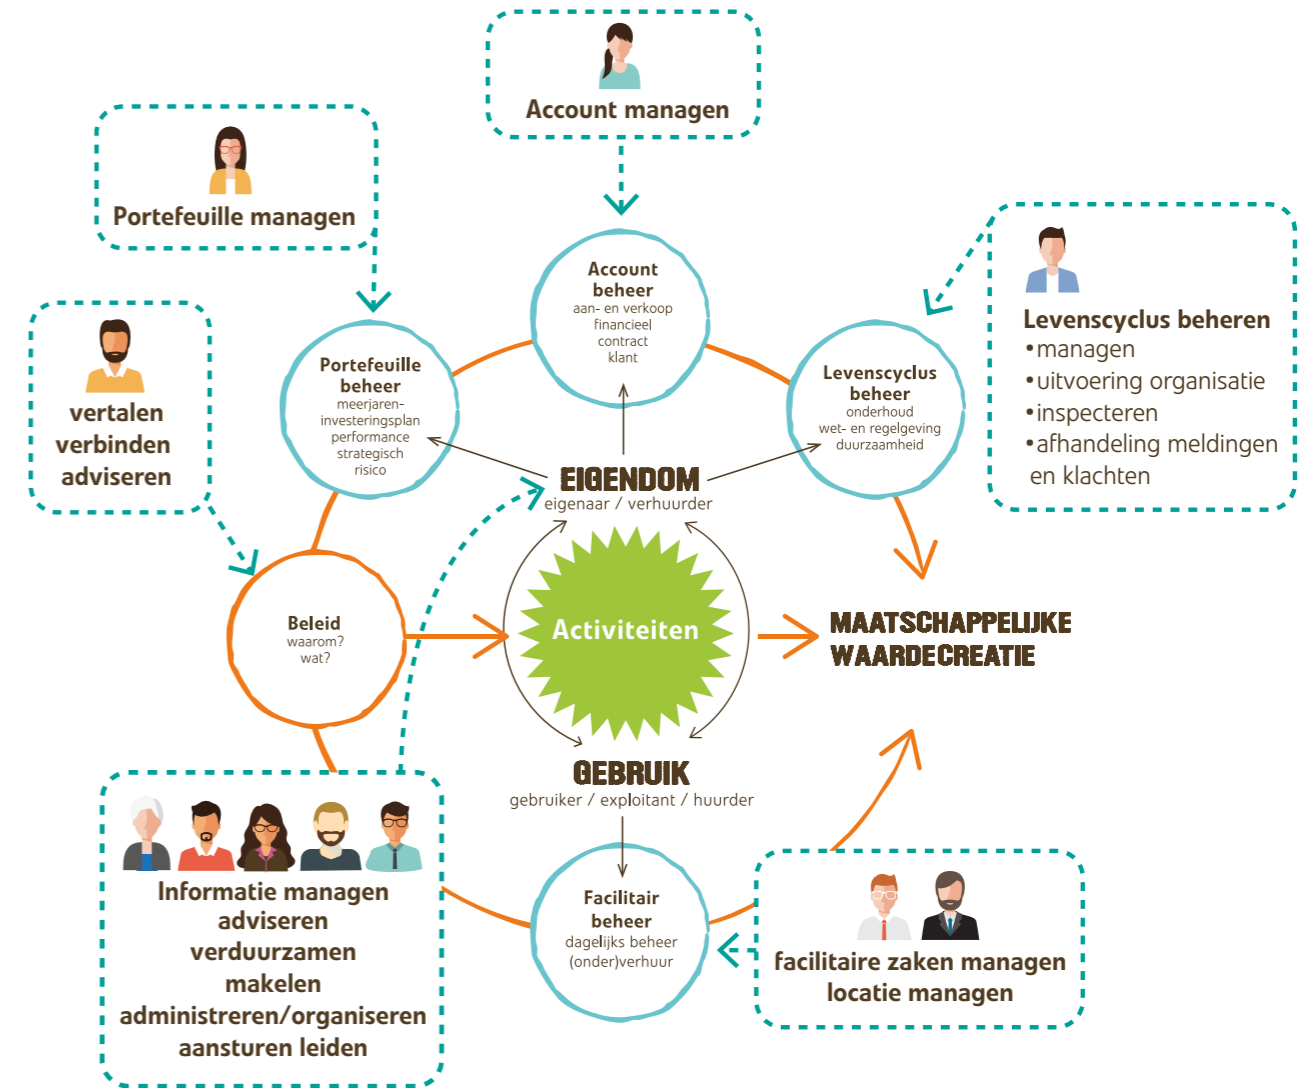 Account managen
Portefeuille managen
vertalen
verbinden
adviseren
Account
beheer
aan- en verkoop
financieel
contract
klant
Portefeuille
beheer
meerjaren-
investeringsplan
performance
strategisch
risico
Levenscyclus
beheer
onderhoud
wet- en regelgeving
duurzaamheid
Levenscyclus beheren
•managen
•uitvoering organisatie
•inspecteren
•afhandeling meldingen
en klachten
EIGENDOM
eigenaar / verhuurder
Beleid
waarom?
wat?
Activiteiten
MAATSCHAPPELIJKE
WAARDECREATIE
GEBRUIK
gebruiker / exploitant / huurder
Informatie managen
adviseren
verduurzamen
makelen
administreren/organiseren
aansturen leiden
Facilitair
beheer
dagelijks beheer
(onder)verhuur
facilitaire zaken managen
locatie managen